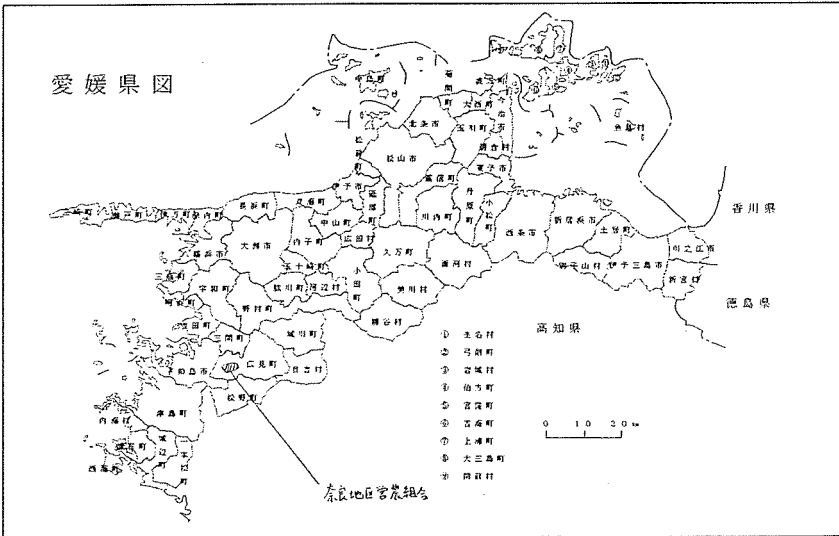 愛媛県図
中島町
菊間町
大西町
今治市
北条市
玉川町
朝倉村
魚島村
松山市
重信町
東予市
松前町
伊予市
砥部町
川内町
丹原町
小松町
西条市
新居浜市
土居町
川之江市
香川県
三崎町
瀬戸町
伊方町
保内町
長浜町
双海町
中山町
広田村
大洲市
内子町
久万町
面河村
別子山村
伊予三島市
新宮村
徳島県
八幡浜市
五十崎町
小田町
三瓶町
宇和町
肱川町
河辺村
美川村
明浜町
野村町
柳谷村
高知県
吉田町
三間町
城川町
宇和島市
広見町
日吉村
松野町
津島町
内海村
城辺町
西海町
① 生名村
② 弓削町
③ 岩城村
④ 伯方町
⑤ 宮窪町
⑥ 吉海町
⑦ 上浦町
⑧ 大三島町
⑨ 関前村
0 10 20 km
奈良地区営農組合